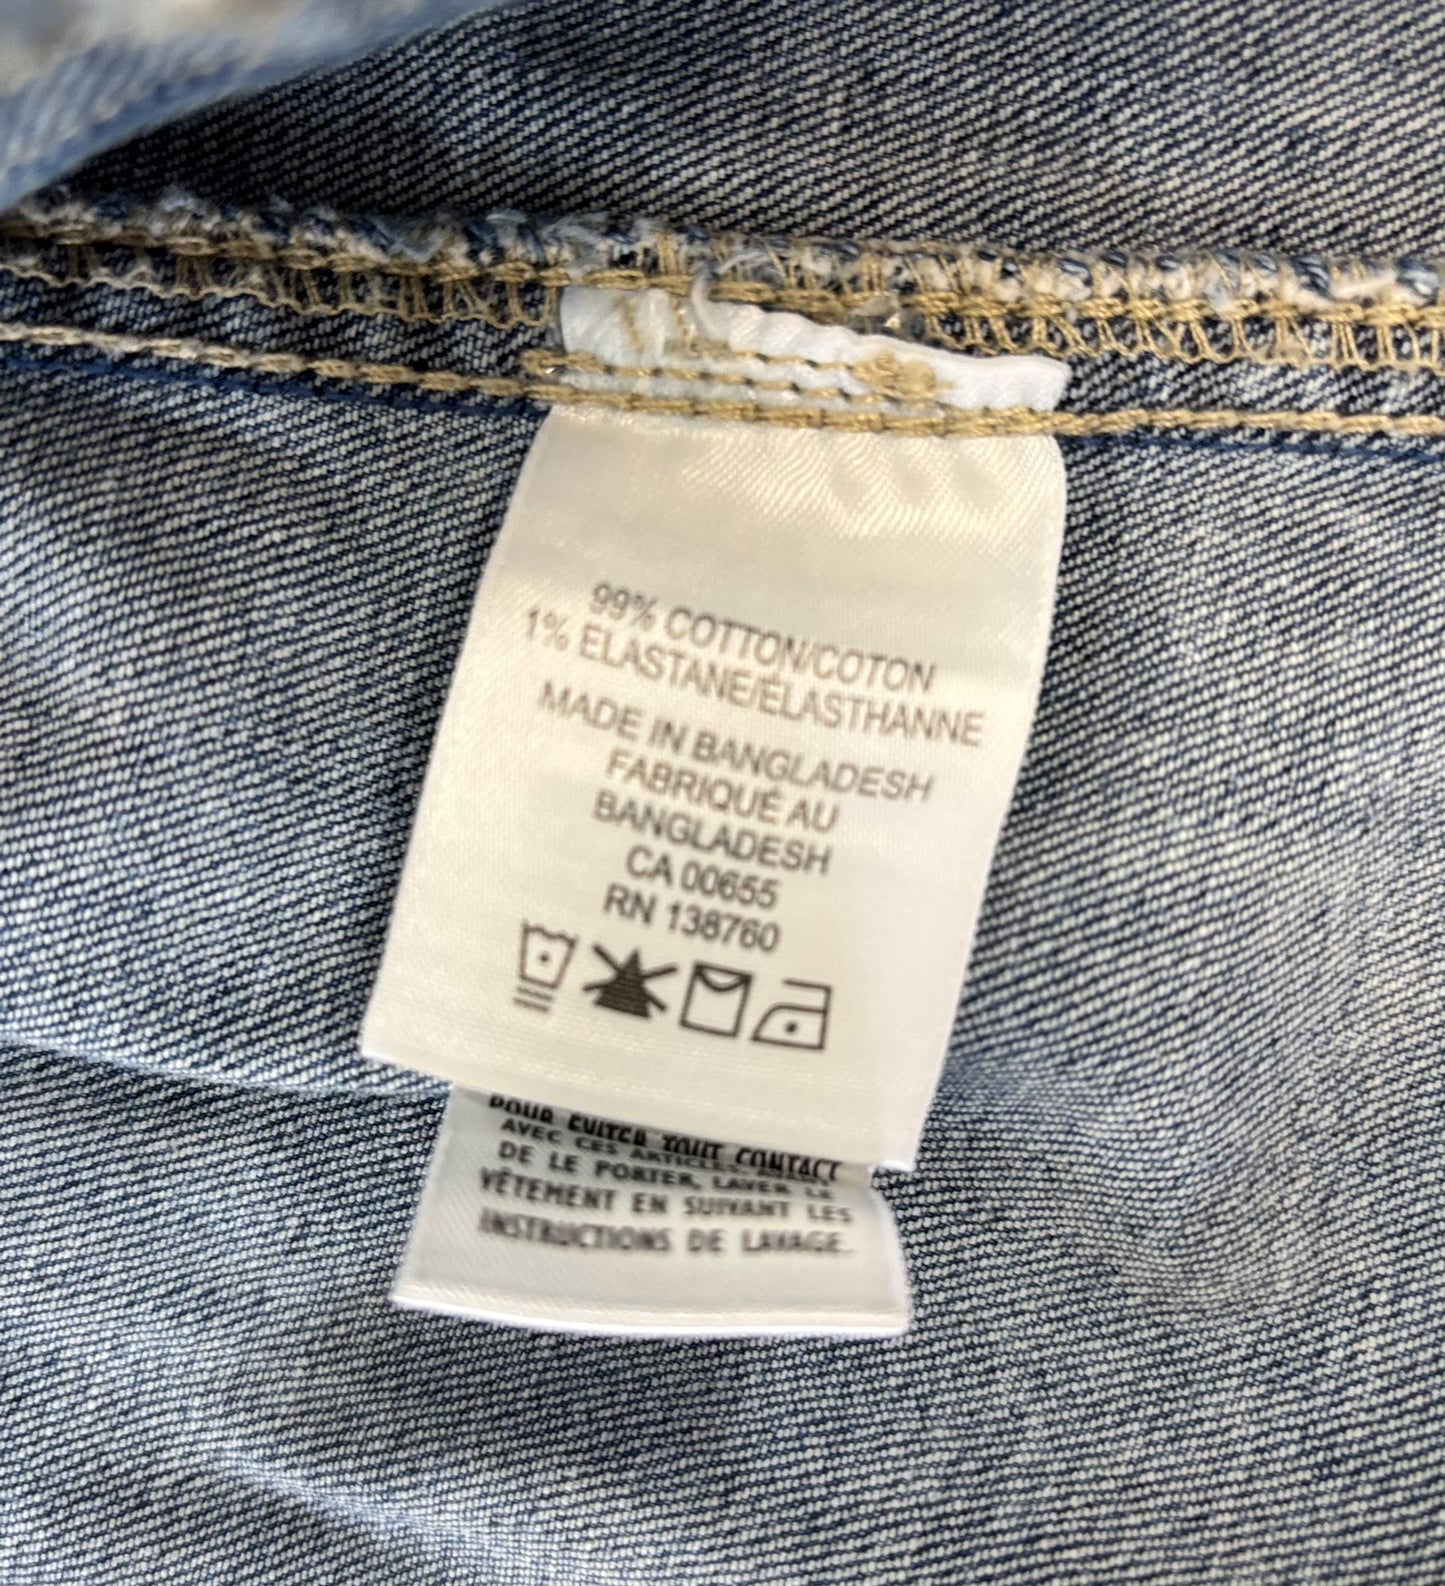 99% COTTON/COTON
1% ELASTANE/ÉLASTHANNE
MADE IN BANGLADESH
FABRIQUÉ AU
BANGLADESH
CA 00655
RN 138760
POUR ÉVITER TOUT CONTACT
AVEC CES ARTICLES, AVANT
DE LE PORTER, LAVER LE
VÊTEMENT EN SUIVANT LES
INSTRUCTIONS DE LAVAGE.